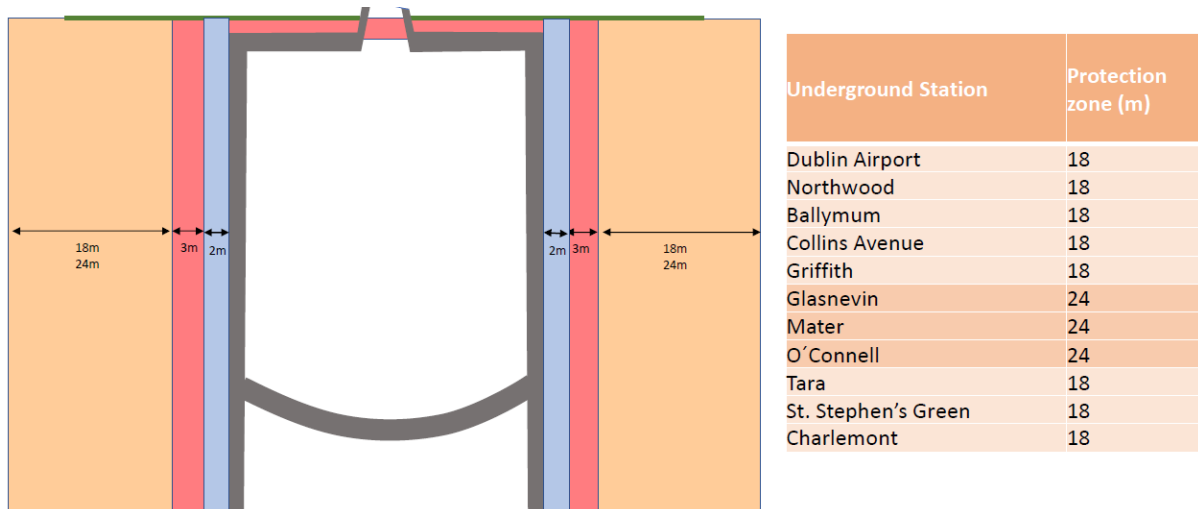 18m
24m
3m
2m
2m
3m
18m
24m
Underground Station Protection zone (m)
Dublin Airport 18
Northwood 18
Ballymum 18
Collins Avenue 18
Griffith 18
Glasnevin 24
Mater 24
O´Connell 24
Tara 18
St. Stephen’s Green 18
Charlemont 18